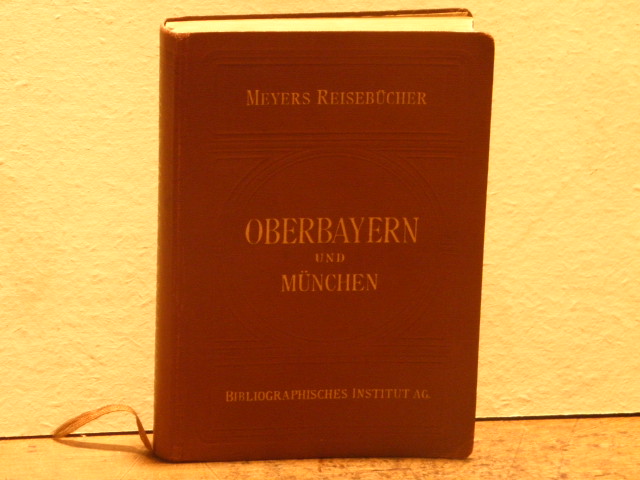 MEYERS REISEBÜCHER
OBERBAYERN
UND
MÜNCHEN
BIBLIOGRAPHISCHES INSTITUT AG.